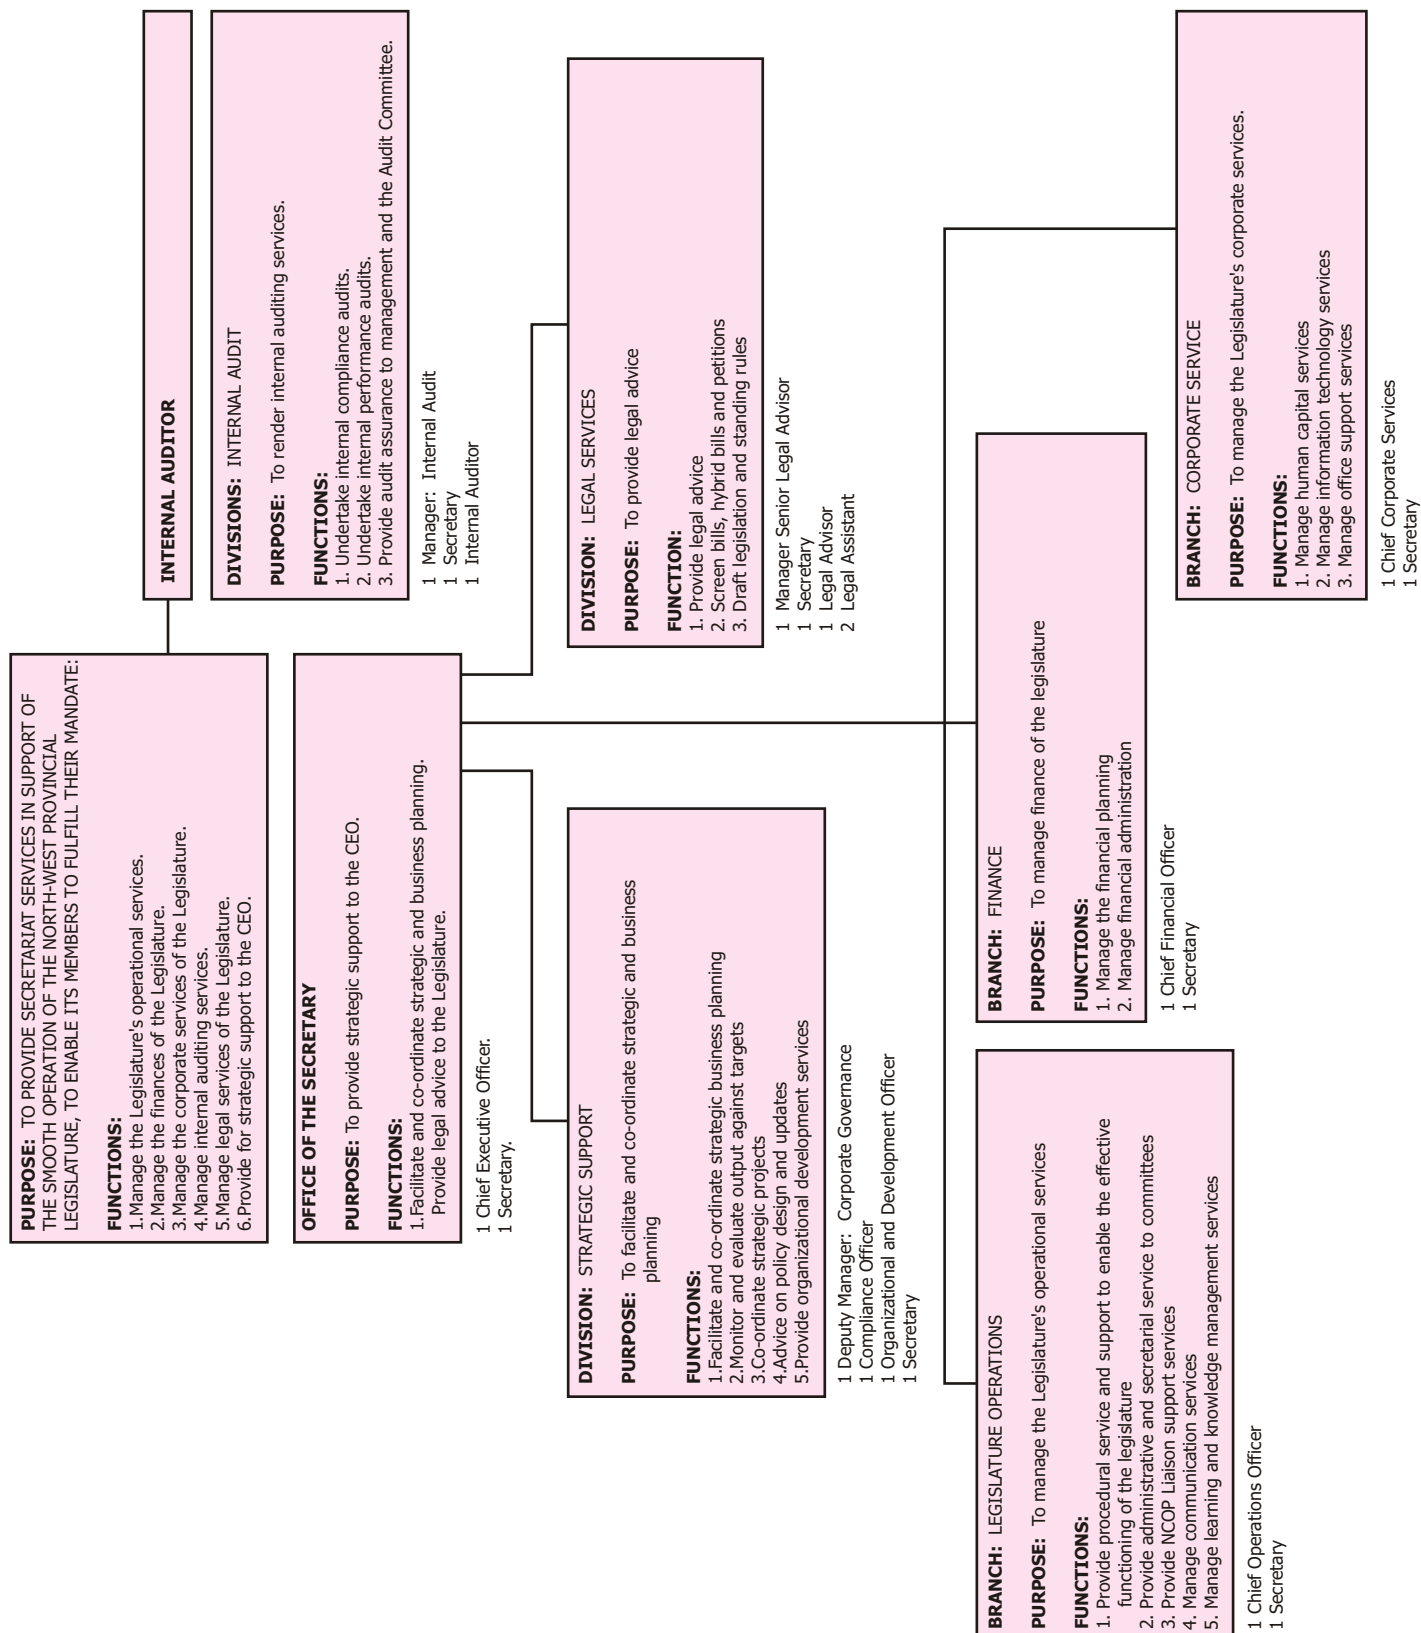 PURPOSE: TO PROVIDE SECRETARIAT SERVICES IN SUPPORT OF
THE SMOOTH OPERATION OF THE NORTH-WEST PROVINCIAL
LEGISLATURE, TO ENABLE ITS MEMBERS TO FULFILL THEIR MANDATE:
FUNCTIONS:
1.Manage the Legislature's operational services.
2.Manage the finances of the Legislature.
3.Manage the corporate services of the Legislature.
4.Manage internal auditing services.
5.Manage legal services of the Legislature.
6.Provide for strategic support to the CEO.
INTERNAL AUDITOR
DIVISIONS: INTERNAL AUDIT
PURPOSE: To render internal auditing services.
FUNCTIONS:
1. Undertake internal compliance audits.
2. Undertake internal performance audits.
3. Provide audit assurance to management and the Audit Committee.
1 Manager: Internal Audit
1 Secretary
1 Internal Auditor
OFFICE OF THE SECRETARY
PURPOSE: To provide strategic support to the CEO.
FUNCTIONS:
1.Facilitate and co-ordinate strategic and business planning.
Provide legal advice to the Legislature.
1 Chief Executive Officer.
1 Secretary.
DIVISION: STRATEGIC SUPPORT
PURPOSE: To facilitate and co-ordinate strategic and business
planning
FUNCTIONS:
1.Facilitate and co-ordinate strategic business planning
2.Monitor and evaluate output against targets
3.Co-ordinate strategic projects
4.Advice on policy design and updates
5.Provide organizational development services
1 Deputy Manager: Corporate Governance
1 Compliance Officer
1 Organizational and Development Officer
1 Secretary
DIVISION: LEGAL SERVICES
PURPOSE: To provide legal advice
FUNCTION:
1. Provide legal advice
2. Screen bills, hybrid bills and petitions
3. Draft legislation and standing rules
1 Manager Senior Legal Advisor
1 Secretary
1 Legal Advisor
2 Legal Assistant
BRANCH: LEGISLATURE OPERATIONS
PURPOSE: To manage the Legislature's operational services
FUNCTIONS:
1. Provide procedural service and support to enable the effective
functioning of the legislature
2. Provide administrative and secretarial service to committees
3. Provide NCOP Liaison support services
4. Manage communication services
5. Manage learning and knowledge management services
1 Chief Operations Officer
1 Secretary
BRANCH: FINANCE
PURPOSE: To manage finance of the legislature
FUNCTIONS:
1. Manage the financial planning
2. Manage financial administration
1 Chief Financial Officer
1 Secretary
BRANCH: CORPORATE SERVICE
PURPOSE: To manage the Legislature's corporate services.
FUNCTIONS:
1. Manage human capital services
2. Manage information technology services
3. Manage office support services
1 Chief Corporate Services
1 Secretary